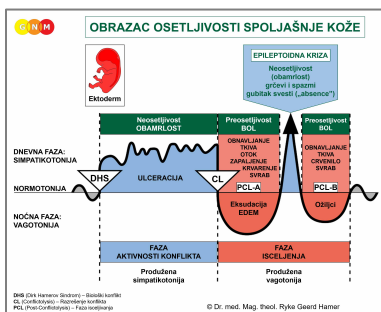 GNM
OBRAZAC OSETLJIVOSTI SPOLJAŠNJE KOŽE
EPILEPTOIDNA KRIZA
Neosetljivost
(obamrlost)
grčevi i spazmi
gubitak svesti („absence")
Ektoderm
Neosetljivost
OBAMRLOST
Preosetljivost
BOL
Preosetljivost
BOL
DNEVNA FAZA:
SIMPATIKOTONIJA
OBNAVLJANJE
TKIVA
OTOK
ZAPALJENJE
KRVARENJE
SVRAB
OBNAVLJANJE
TKIVA
CRVENILO
SVRAB
DHS
ULCERACIJA
CL
PCL-A
PCL-B
NORMOTONIJA
NOĆNA FAZA:
VAGOTONIJA
Eksudacija
EDEM
Ožiljci
FAZA
AKTIVNOSTI KONFLIKTA
FAZA
ISCELJENJA
Produžena
simpatikotonija
Produžena
vagotonija
DHS (Dirk Hamerov Sindrom) – Biološki konflikt
CL (Conflictolysis) – Razrešenje konflikta
PCL (Post-Conflictolysis) – Faza isceljivanja
© Dr. med. Mag. theol. Ryke Geerd Hamer